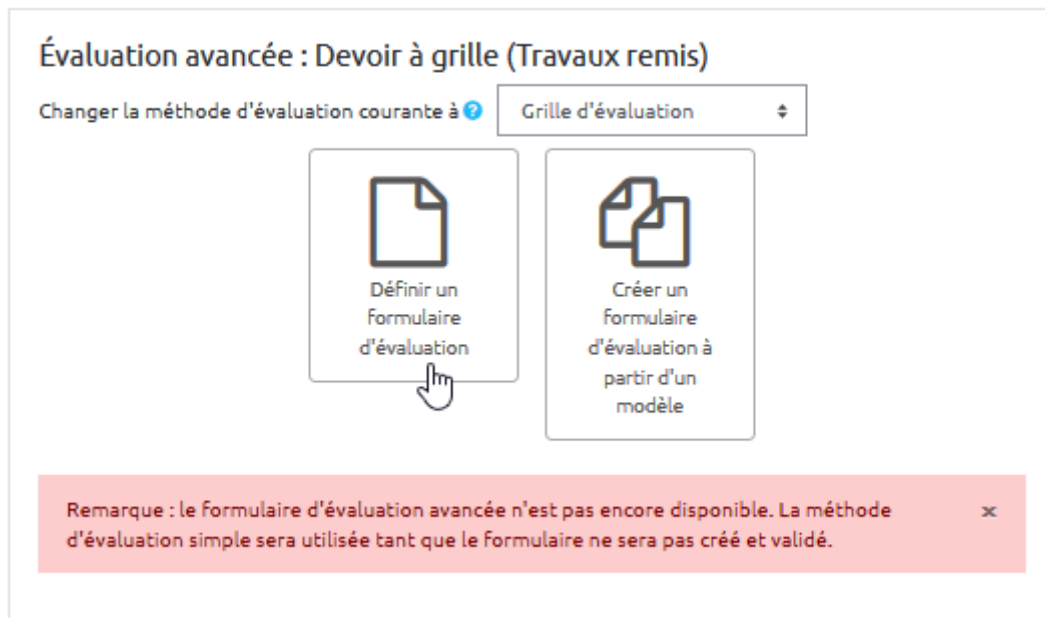 Évaluation avancée : Devoir à grille (Travaux remis)
Changer la méthode d'évaluation courante à ? Grille d'évaluation
Définir un
formulaire
d'évaluation
Créer un
formulaire
d'évaluation à
partir d'un
modèle
Remarque : le formulaire d'évaluation avancée n'est pas encore disponible. La méthode
d'évaluation simple sera utilisée tant que le formulaire ne sera pas créé et validé.